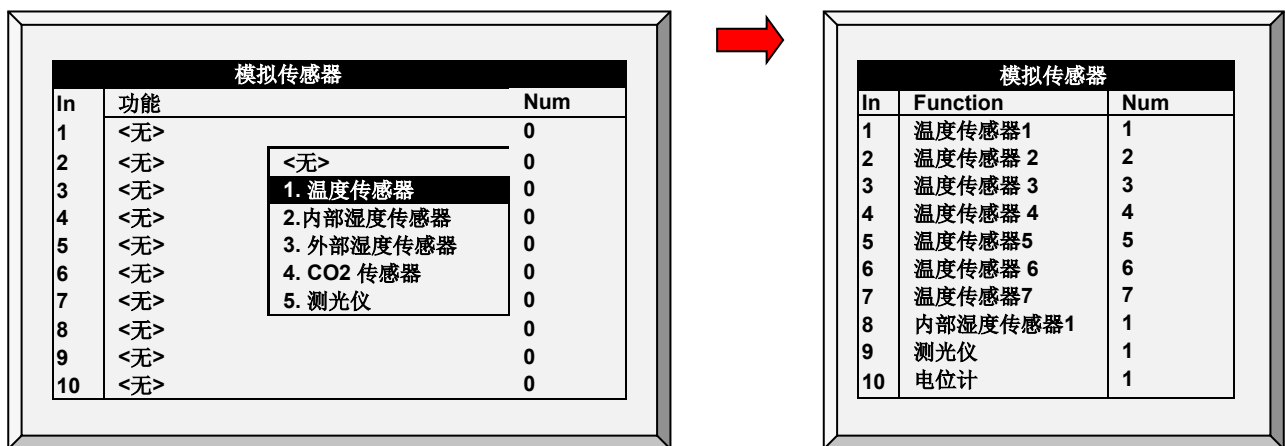 模拟传感器
In 功能 Num
1 <无> 0
2 <无> 0
3 <无> 0
4 <无> 0
5 <无> 0
6 <无> 0
7 <无> 0
8 <无> 0
9 <无> 0
10 <无> 0
<无>
1. 温度传感器
2.内部湿度传感器
3. 外部湿度传感器
4. CO2 传感器
5. 测光仪
模拟传感器
In Function Num
1 温度传感器1 1
2 温度传感器 2 2
3 温度传感器 3 3
4 温度传感器 4 4
5 温度传感器5 5
6 温度传感器 6 6
7 温度传感器7 7
8 内部湿度传感器1 1
9 测光仪 1
10 电位计 1